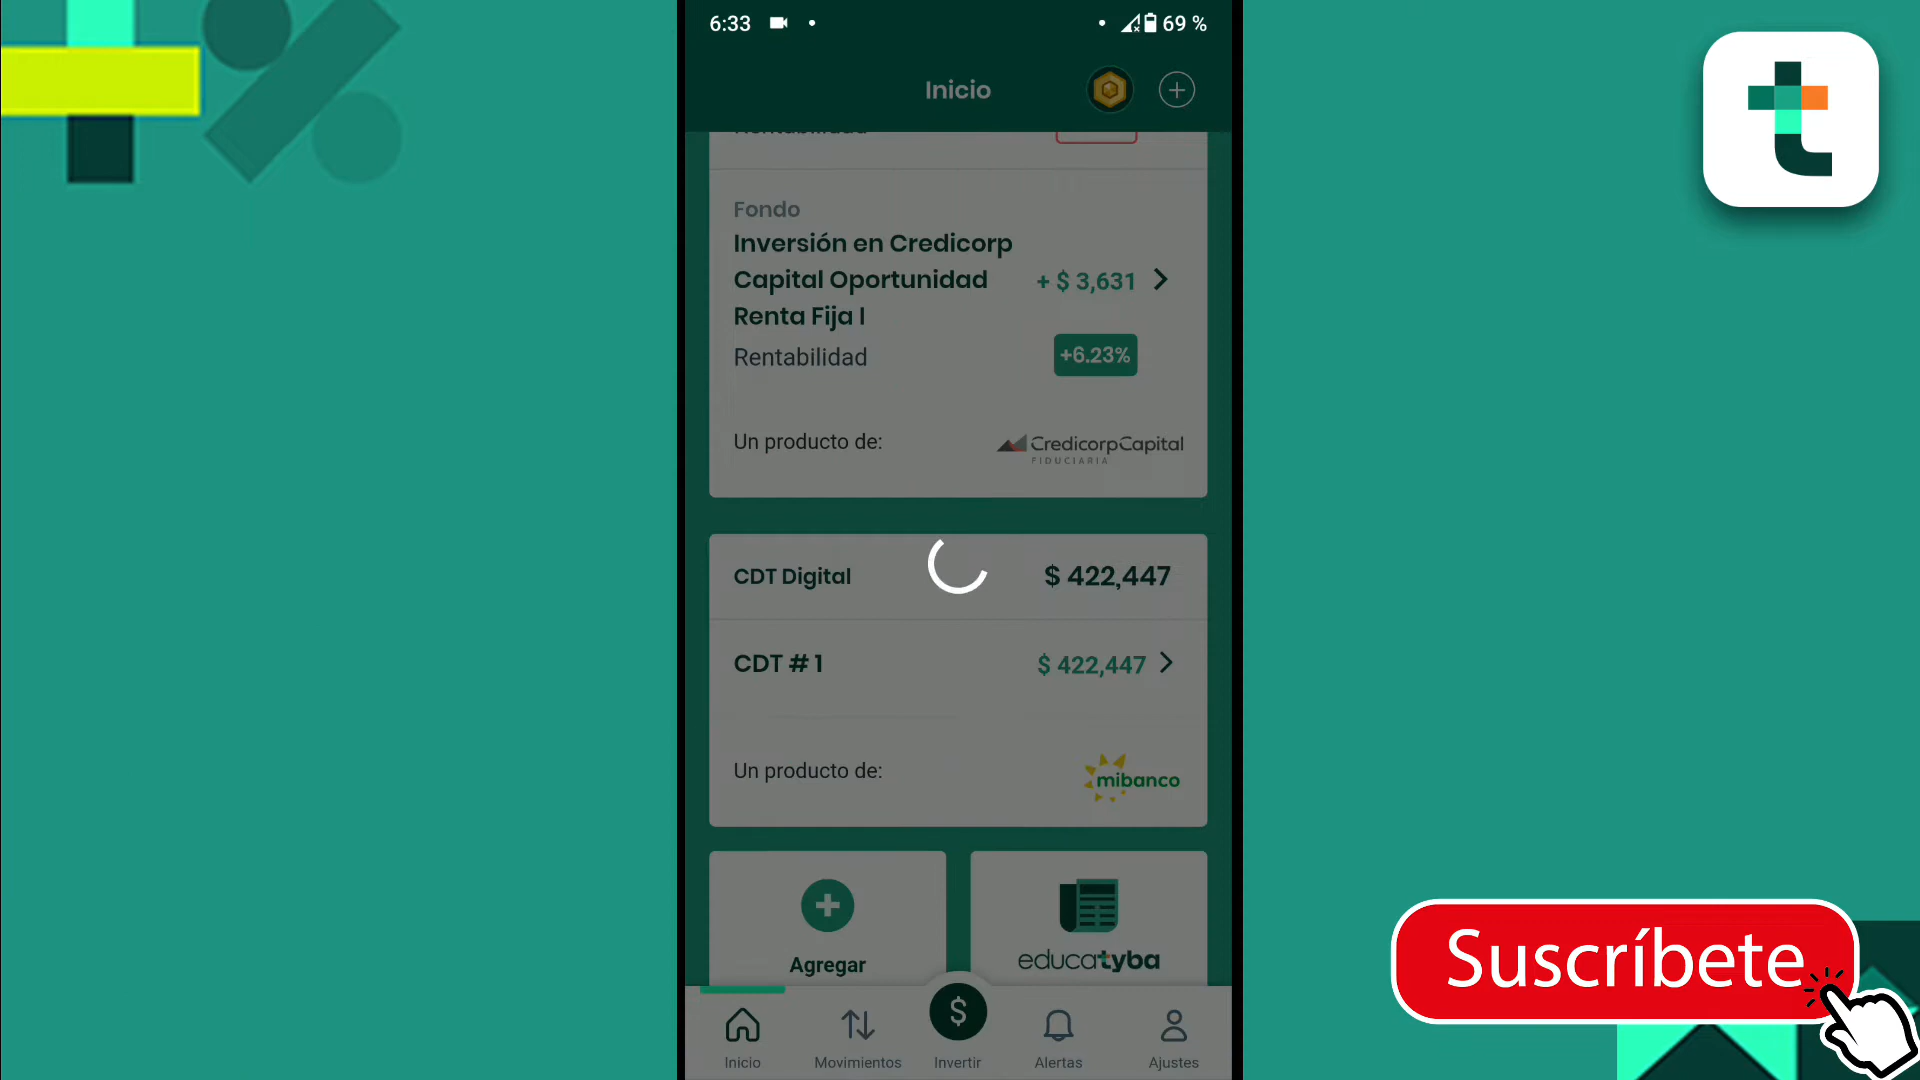 6:33
69 %
Inicio
Fondo
Inversión en Credicorp
Capital Oportunidad
Renta Fija I
+ $ 3,631
Rentabilidad
+6.23%
Un producto de:
CredicorpCapital
FIDUCIARIA
CDT Digital
$ 422,447
CDT # 1
$ 422,447
Un producto de:
mibanco
Agregar
educatyba
Inicio
Movimientos
Invertir
Alertas
Ajustes
t
Suscríbete